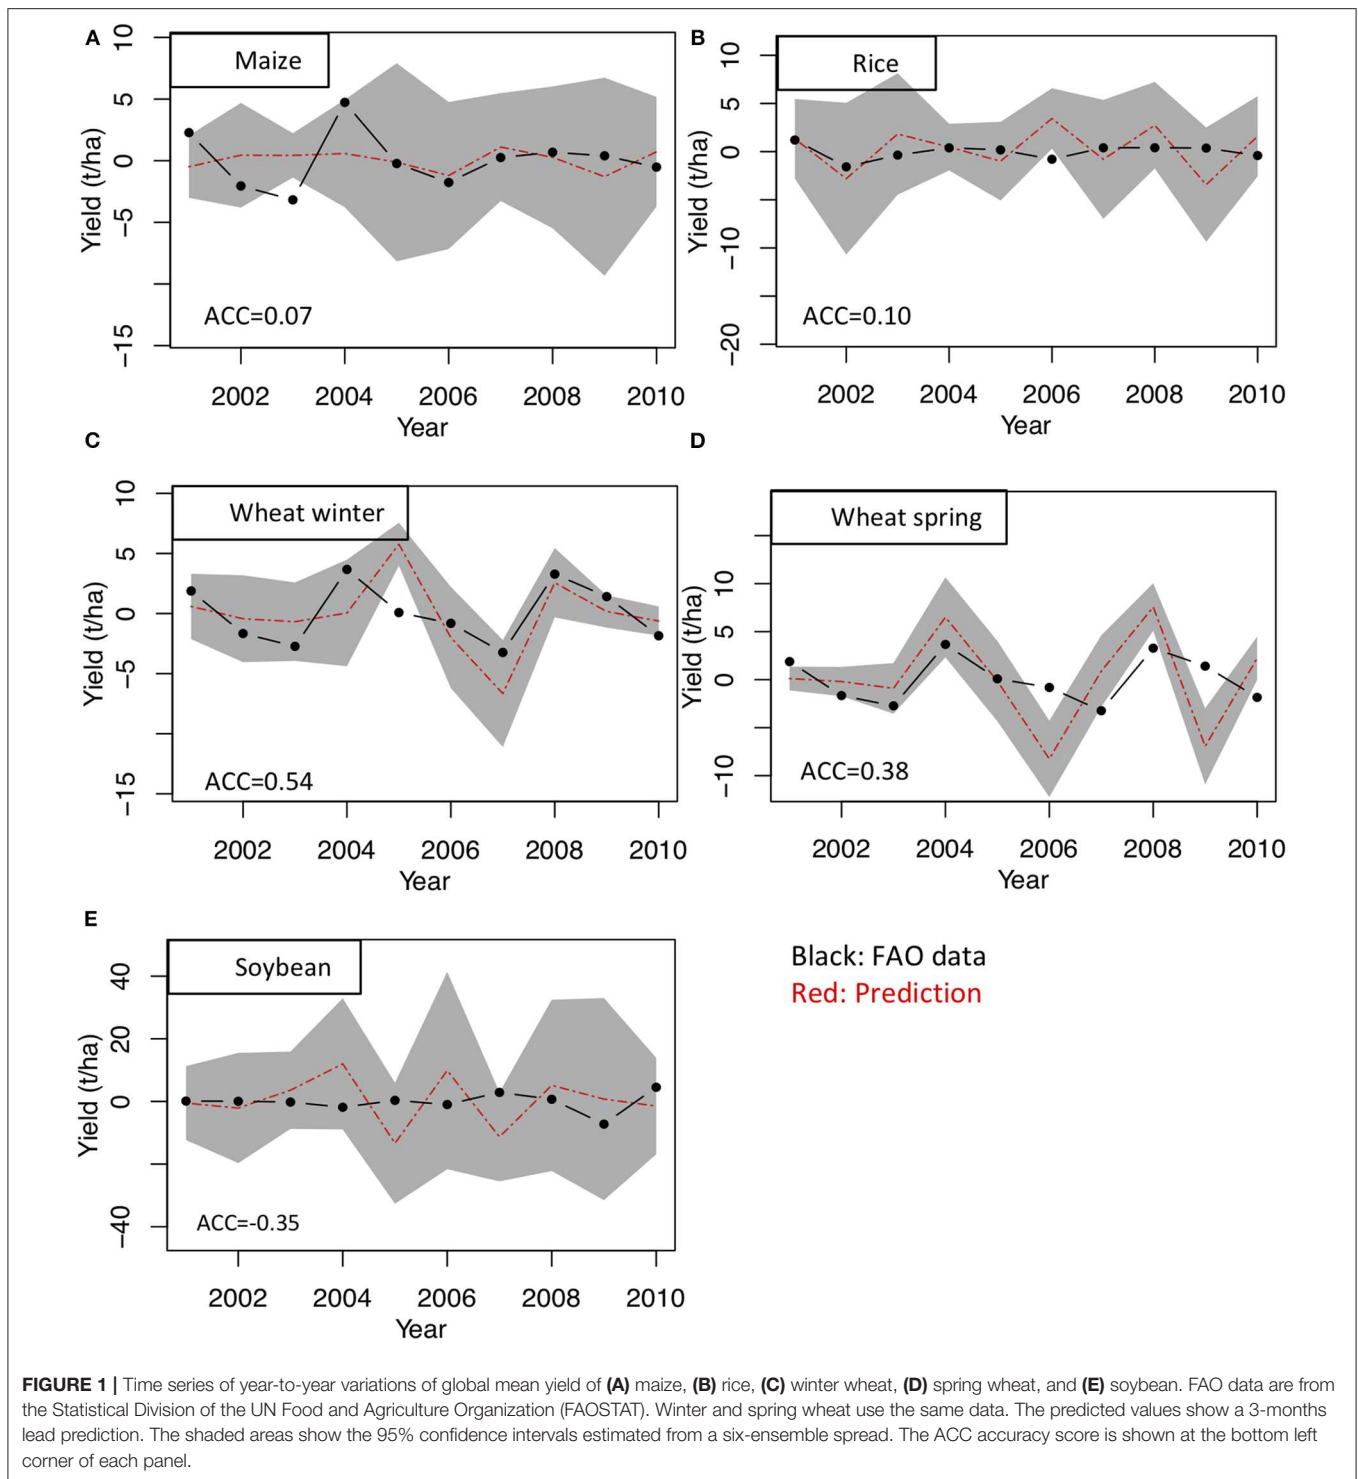 A
Maize
10
5
0
−5
−15
Yield (t/ha)
ACC=0.07
2002 2004 2006 2008 2010
Year
B
Rice
10
5
0
−10
−20
Yield (t/ha)
ACC=0.10
2002 2004 2006 2008 2010
Year
C
Wheat winter
10
5
0
5
−15
Yield (t/ha)
ACC=0.54
2002 2004 2006 2008 2010
Year
D
Wheat spring
10
5
0
−10
Yield (t/ha)
ACC=0.38
2002 2004 2006 2008 2010
Year
E
Soybean
40
20
0
−40
Yield (t/ha)
ACC=-0.35
2002 2004 2006 2008 2010
Year
Black: FAO data
Red: Prediction
FIGURE 1 | Time series of year-to-year variations of global mean yield of (A) maize, (B) rice, (C) winter wheat, (D) spring wheat, and (E) soybean. FAO data are from
the Statistical Division of the UN Food and Agriculture Organization (FAOSTAT). Winter and spring wheat use the same data. The predicted values show a 3-months
lead prediction. The shaded areas show the 95% confidence intervals estimated from a six-ensemble spread. The ACC accuracy score is shown at the bottom left
corner of each panel.